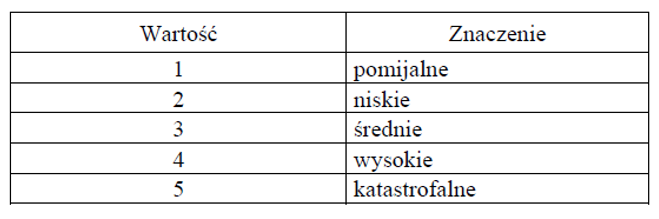 Wartość Znaczenie
1 pomijalne
2 niskie
3 średnie
4 wysokie
5 katastrofalne